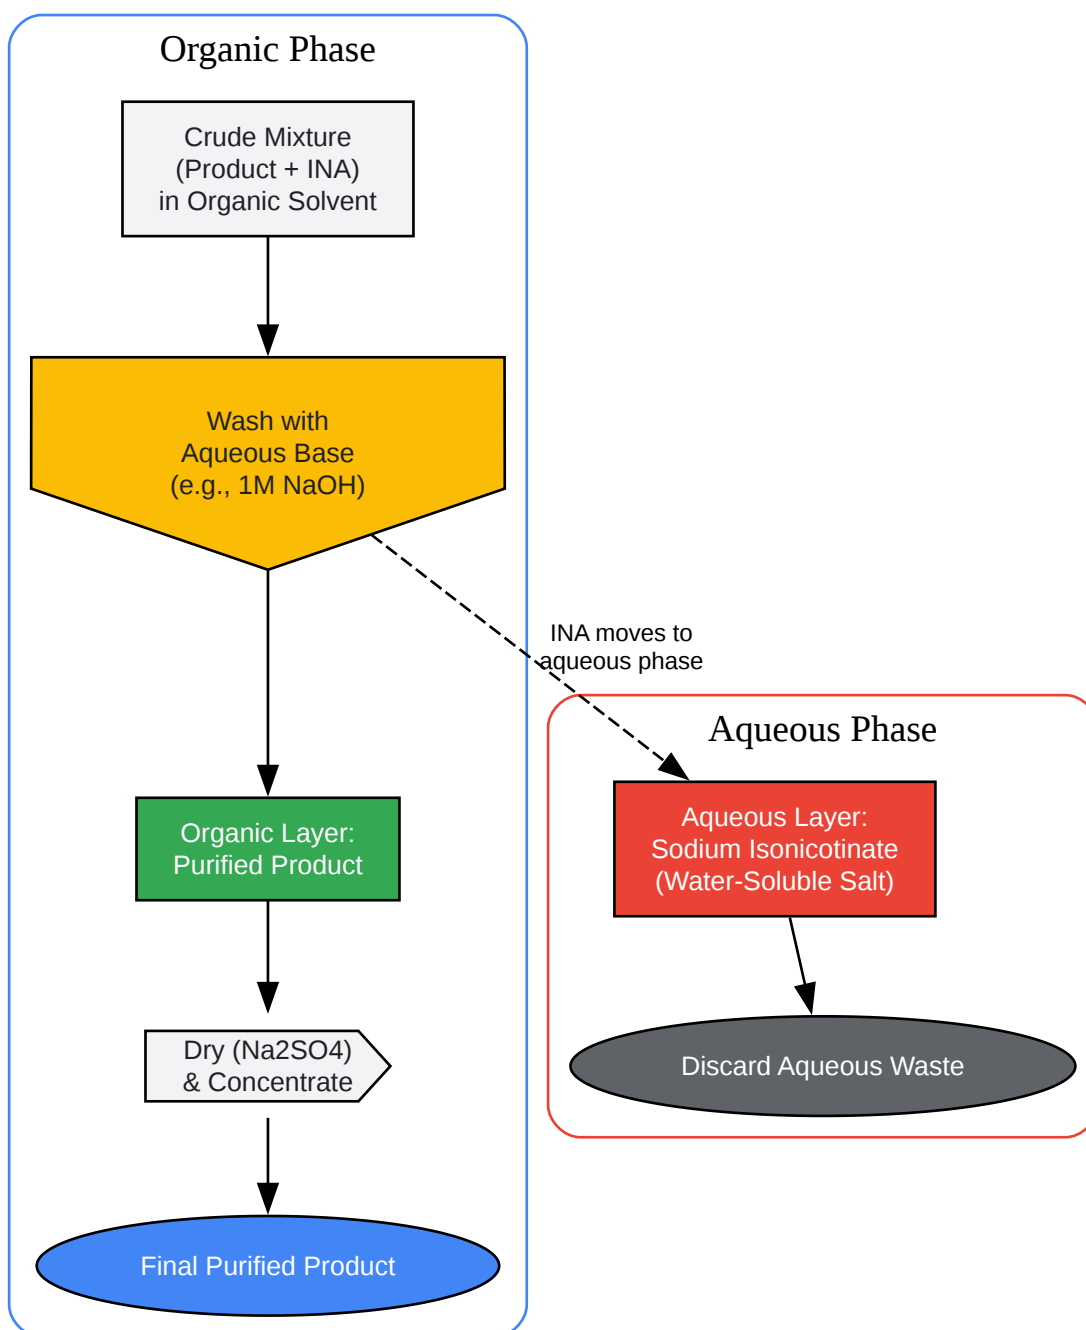 Organic Phase
Crude Mixture
(Product + INA)
in Organic Solvent
Wash with
Aqueous Base
(e.g., 1M NaOH)
INA moves to
aqueous phase
Organic Layer:
Purified Product
Dry (Na2SO4)
& Concentrate
Final Purified Product
Aqueous Phase
Aqueous Layer:
Sodium Isonicotinate
(Water-Soluble Salt)
Discard Aqueous Waste